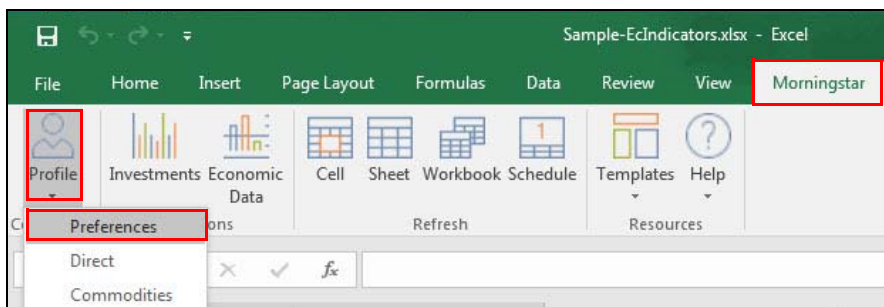 Sample-EcIndicators.xlsx - Excel
File Home Insert Page Layout Formulas Data Review View Morningstar
1 ?
Profile Investments Economic Data Cell Sheet Workbook Schedule Templates Help
C ons Refresh Resources
Preferences
Direct
Commodities
fx